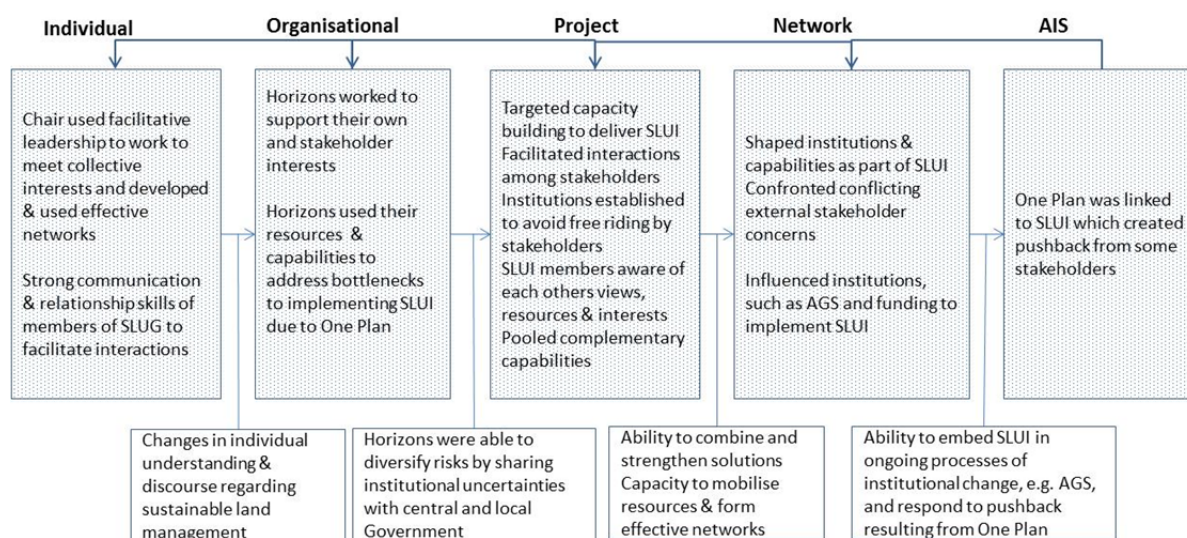 Individual
Organisational
Project
Network
AIS
Chair used facilitative
leadership to work to
meet collective
interests and developed
& used effective
networks
Strong communication
& relationship skills of
members of SLUG to
facilitate interactions
Horizons worked to
support their own
and stakeholder
interests
Horizons used their
resources & 
capabilities to
address bottlenecks
to implementing SLUI
due to One Plan
Targeted capacity
building to deliver SLUI
Facilitated interactions
among stakeholders
Institutions established
to avoid free riding by
stakeholders
SLUI members aware of
each others views,
resources & interests
Pooled complementary
capabilities
Shaped institutions &
capabilities as part of SLUI
Confronted conflicting
external stakeholder
concerns
Influenced institutions,
such as AGS and funding to
implement SLUI
One Plan was linked
to SLUI which created
pushback from some
stakeholders
Changes in individual
understanding &
discourse regarding
sustainable land
management
Horizons were able to
diversify risks by sharing
institutional uncertainties
with central and local
Government
Ability to combine and
strengthen solutions
Capacity to mobilise
resources & form
effective networks
Ability to embed SLUI in
ongoing processes of
institutional change, e.g. AGS,
and respond to pushback
resulting from One Plan